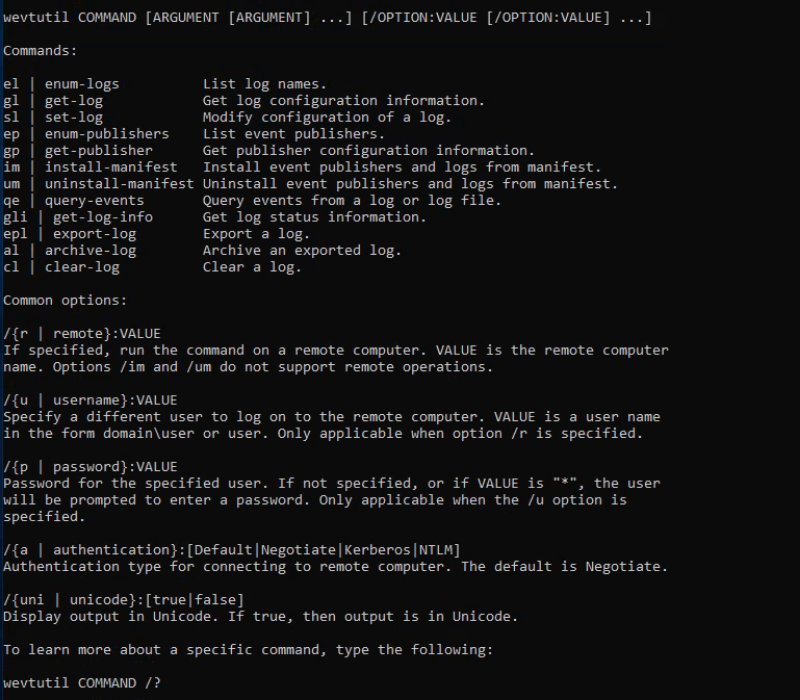 wevtutil COMMAND [ARGUMENT [ARGUMENT] ...] [/OPTION:VALUE [/OPTION:VALUE] ...]
Commands:
el | enum-logs          List log names.
gl | get-log            Get log configuration information.
sl | set-log            Modify configuration of a log.
ep | enum-publishers    List event publishers.
gp | get-publisher      Get publisher configuration information.
im | install-manifest   Install event publishers and logs from manifest.
um | uninstall-manifest Uninstall event publishers and logs from manifest.
qe | query-events       Query events from a log or log file.
gli | get-log-info      Get log status information.
epl | export-log        Export a log.
al | archive-log        Archive an exported log.
cl | clear-log          Clear a log.
Common options:
/{r | remote}:VALUE
If specified, run the command on a remote computer. VALUE is the remote computer
name. Options /im and /um do not support remote operations.
/{u | username}:VALUE
Specify a different user to log on to the remote computer. VALUE is a user name
in the form domain\user or user. Only applicable when option /r is specified.
/{p | password}:VALUE
Password for the specified user. If not specified, or if VALUE is "*", the user
will be prompted to enter a password. Only applicable when the /u option is
specified.
/{a | authentication}:[Default|Negotiate|Kerberos|NTLM]
Authentication type for connecting to remote computer. The default is Negotiate.
/{uni | unicode}:[true|false]
Display output in Unicode. If true, then output is in Unicode.
To learn more about a specific command, type the following:
wevtutil COMMAND /?